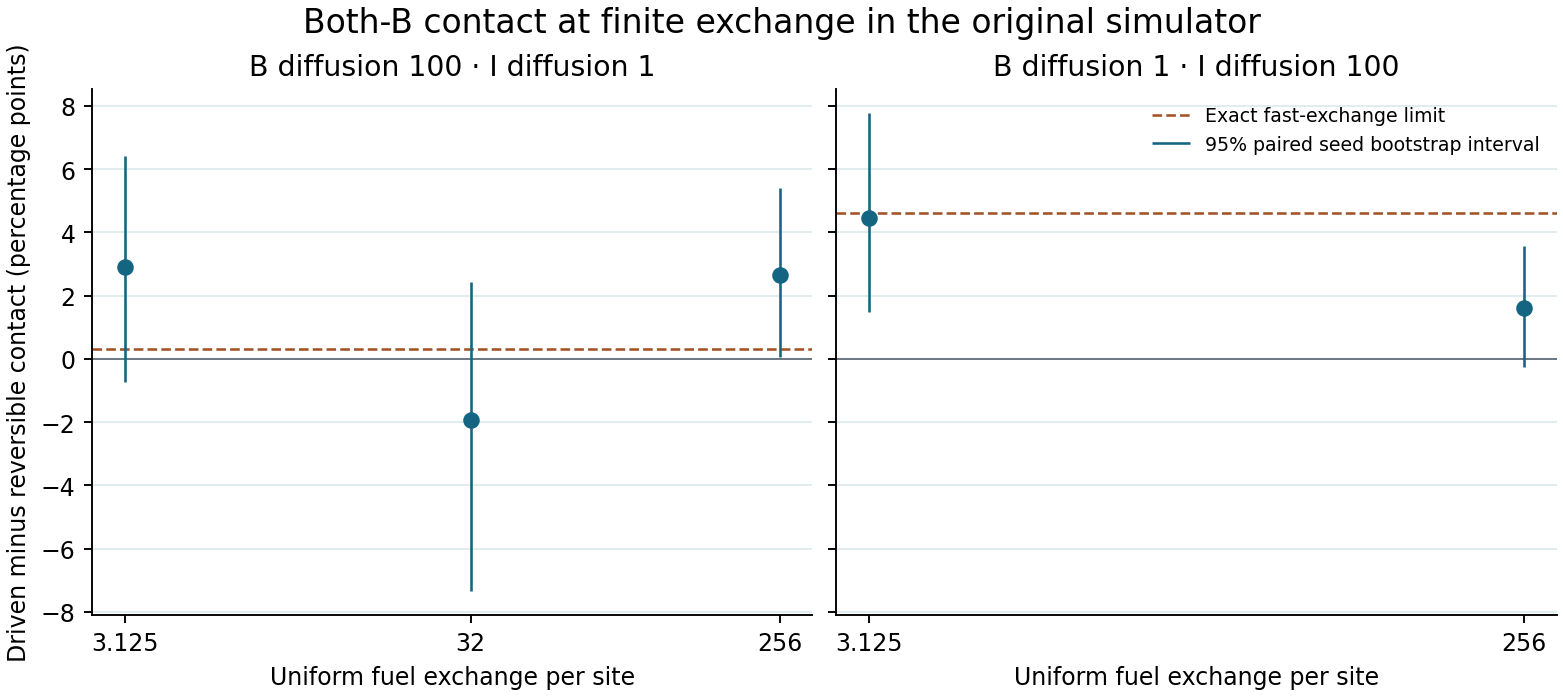 Both-B contact at finite exchange in the original simulator
B diffusion 100 · I diffusion 1
Driven minus reversible contact (percentage points)
8
6
4
2
0
−2
−4
−6
−8
3.125
32
256
Uniform fuel exchange per site
B diffusion 1 · I diffusion 100
Exact fast-exchange limit
95% paired seed bootstrap interval
3.125
256
Uniform fuel exchange per site